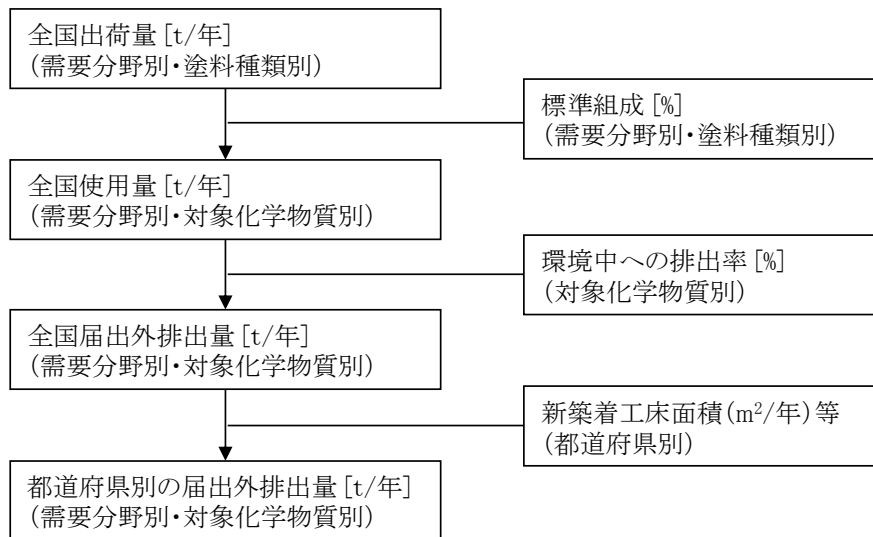 全国出荷量[t/年]
(需要分野別・塗料種類別)
標準組成[%]
(需要分野別・塗料種類別)
全国使用量[t/年]
(需要分野別・対象化学物質別)
環境中への排出率[%]
(対象化学物質別)
全国届出外排出量[t/年]
(需要分野別・対象化学物質別)
新築着工床面積(m²/年)等
(都道府県別)
都道府県別の届出外排出量[t/年]
(需要分野別・対象化学物質別)